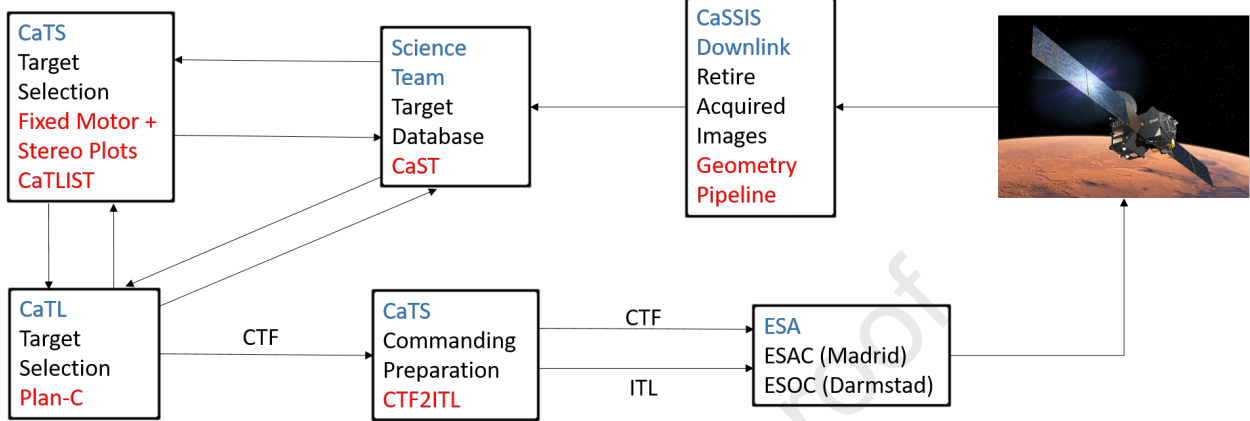 CaTS
Target
Selection
Fixed Motor +
Stereo Plots
CaTLIST
Science
Team
Target
Database
CaST
CaSSIS
Downlink
Retire
Acquired
Images
Geometry
Pipeline
CaTL
Target
Selection
Plan-C
CTF
CaTS
Commanding
Preparation
CTF2ITL
CTF
ITL
ESA
ESAC (Madrid)
ESOC (Darmstad)
roof